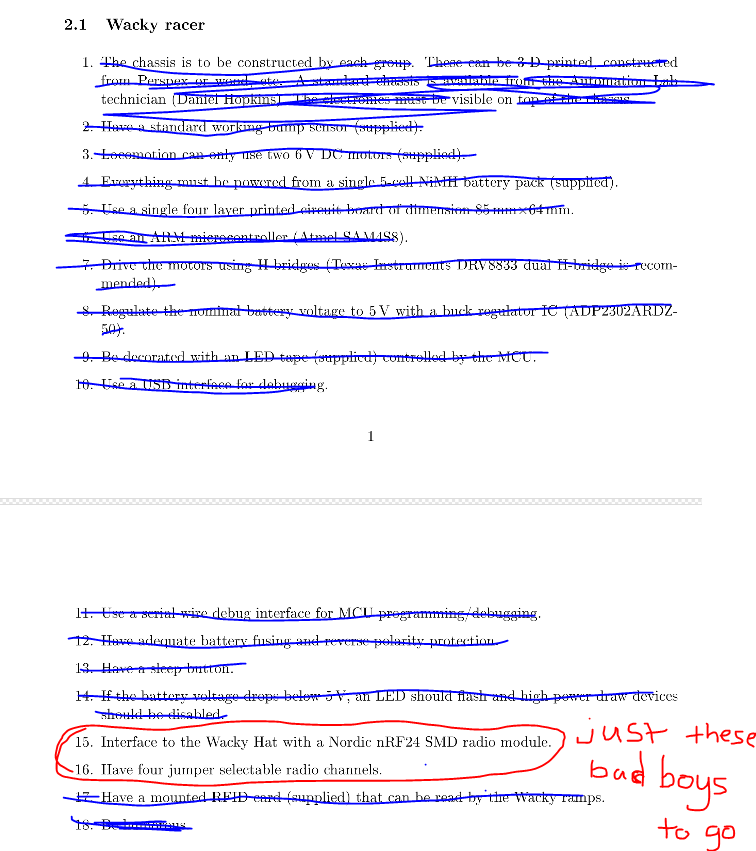 2.1 Wacky racer
1. The chassis is to be constructed by each group. These can be 3-D printed, constructed
from Perspex or wood, etc. A standard chassis is available from the Automation Lab
technician (Daniel Hopkins). The electronics must be visible on top of the chassis.
2. Have a standard working bump sensor (supplied).
3. Locomotion can only use two 6 V DC motors (supplied).
4. Everything must be powered from a single 5-cell NiMH battery pack (supplied).
5. Use a single four layer printed circuit board of dimension 85 mm×64 mm.
6. Use an ARM microcontroller (Atmel SAM4S8).
7. Drive the motors using H-bridges (Texas Instruments DRV8833 dual H-bridge is recom-
mended).
8. Regulate the nominal battery voltage to 5 V with a buck regulator IC (ADP2302ARDZ-
50).
9. Be decorated with an LED tape (supplied) controlled by the MCU.
10. Use a USB interface for debugging.
1
11. Use a serial wire debug interface for MCU programming/debugging.
12. Have adequate battery fusing and reverse polarity protection.
13. Have a sleep button.
14. If the battery voltage drops below 5 V, an LED should flash and high power draw devices
should be disabled.
15. Interface to the Wacky Hat with a Nordic nRF24 SMD radio module.
16. Have four jumper selectable radio channels.
just these
bad boys
to go
17. Have a mounted RFID card (supplied) that can be read by the Wacky ramps.
18. Be